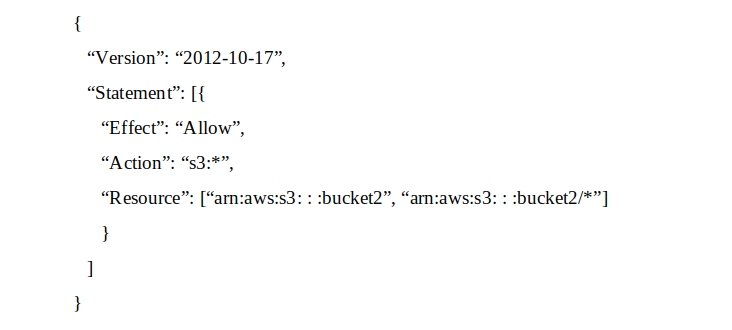 {
“Version”: “2012-10-17”,
“Statement”: [{
“Effect”: “Allow”,
“Action”: “s3:*”,
“Resource”: [“arn:aws:s3: : :bucket2”, “arn:aws:s3: : :bucket2/*”]
}
]
}